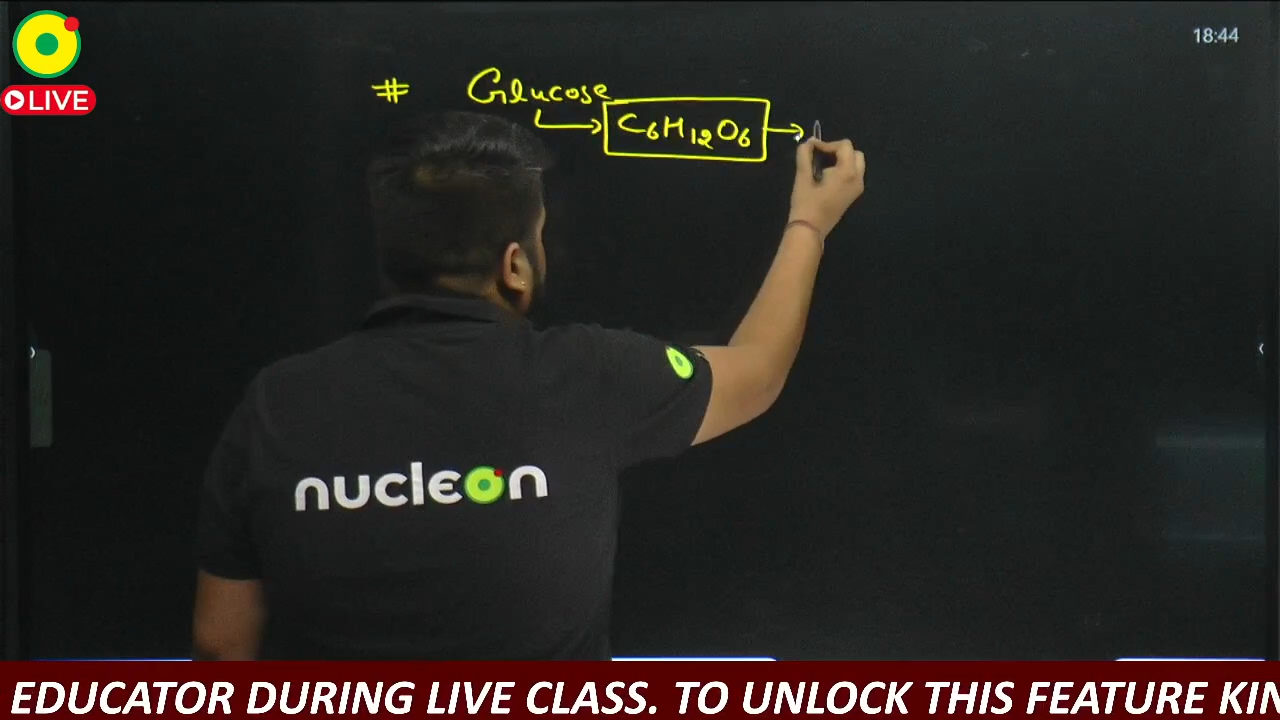 18:44
LIVE
# Glucose
C₆H₁₂O₆
nucleon
EDUCATOR DURING LIVE CLASS. TO UNLOCK THIS FEATURE KIN